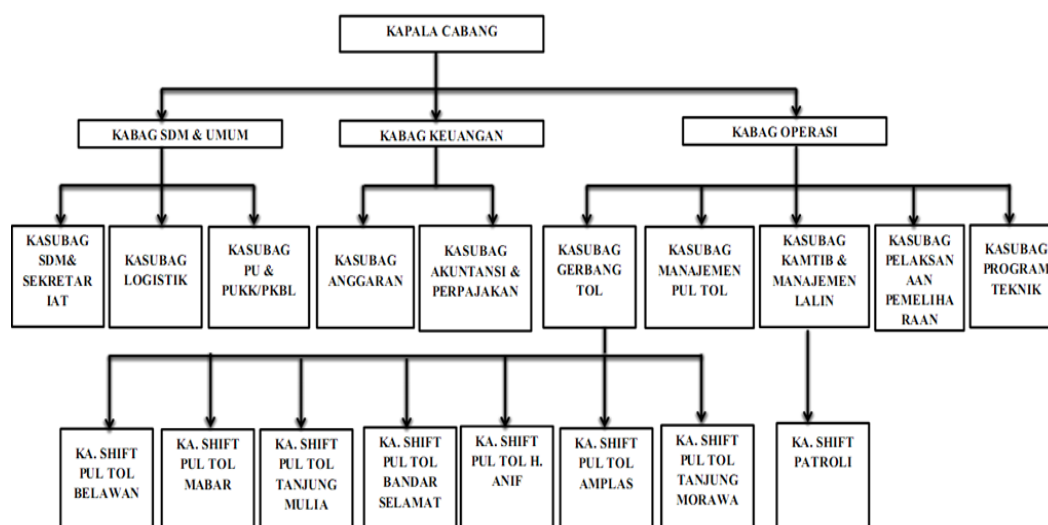 KAPALA CABANG
KABAG SDM & UMUM
KABAG KEUANGAN
KABAG OPERASI
KASUBAG
SDM&
SEKRETAR
IAT
KASUBAG
LOGISTIK
KASUBAG
PU &
PUKK/PKBL
KASUBAG
ANGGARAN
KASUBAG
AKUNTANSI &
PERPAJAKAN
KASUBAG
GERBANG
TOL
KASUBAG
MANAJEMEN
PUL TOL
KASUBAG
KAMTIB &
MANAJEMEN
LALIN
KASUBAG
PELAKSAN
AAN
PEMELIHA
RAAN
KASUBAG
PROGRAM
TEKNIK
KA. SHIFT
PUL TOL
BELAWAN
KA. SHIFT
PUL TOL
MABAR
KA. SHIFT
PUL TOL
TANJUNG
MULIA
KA. SHIFT
PUL TOL
BANDAR
SELAMAT
KA. SHIFT
PUL TOL H.
ANIF
KA. SHIFT
PUL TOL
AMPLAS
KA. SHIFT
PUL TOL
TANJUNG
MORAWA
KA. SHIFT
PATROLI